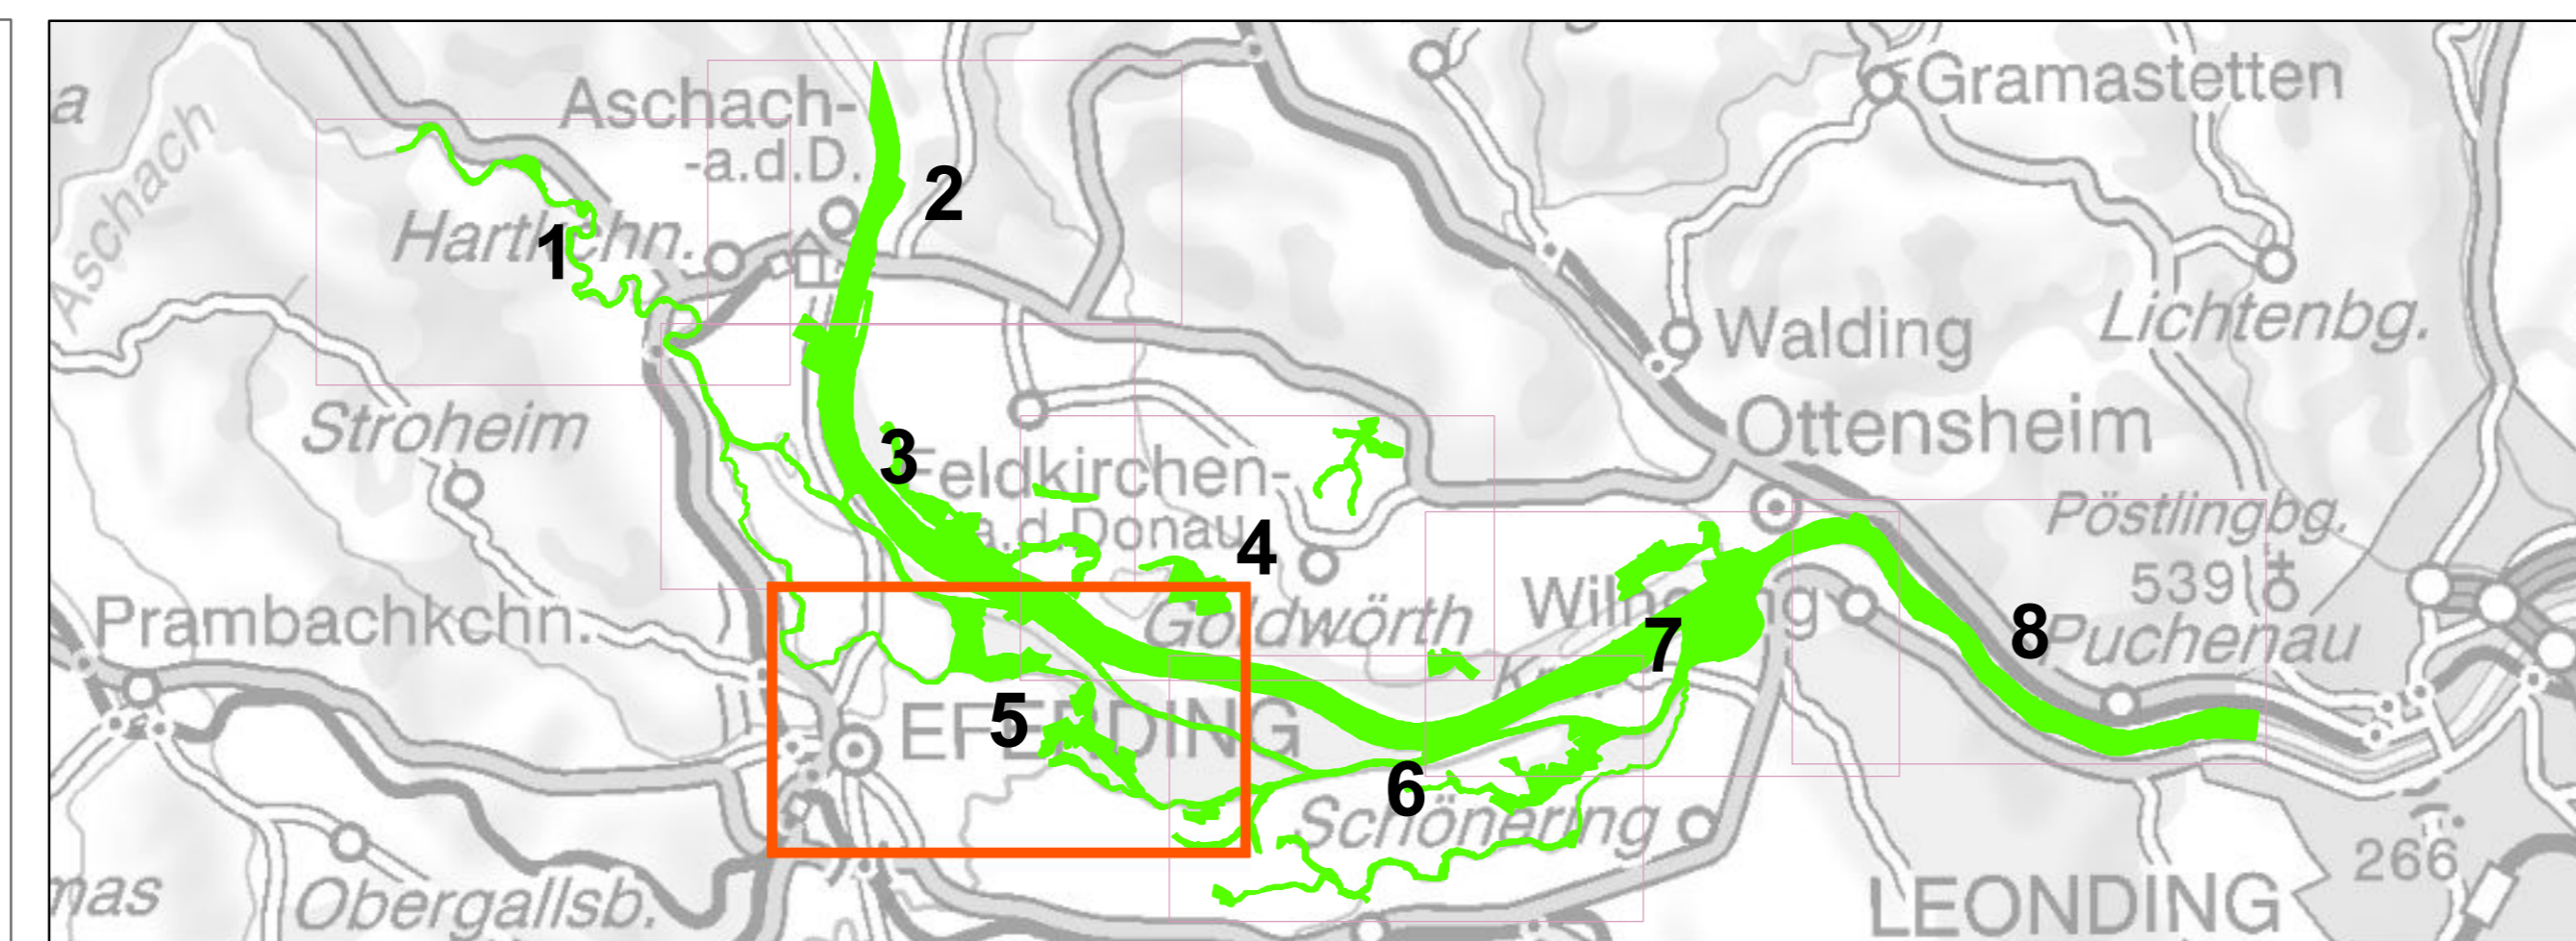 a
Aschach-
-a.d.D.
Gramastetten
Aschach
2
Hartkchn.
1
Lichtenbg.
Walding
Stroheim
3
Feldkirchen-
a.d.Donau
4
Ottensheim
Pöstlingbg.
539
Prambachkchn.
Goldwörth
Wilhering
7
8
Puchenau
5
EFERDING
6
Schönering
266
mas
Obergallsb.
LEONDING